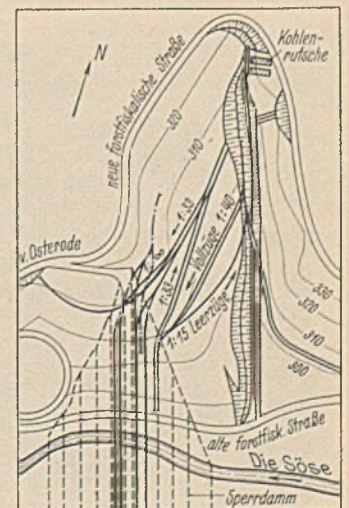 Kohlen-
rutsche
N
neue forstfiskalische Straße
320
310
v. Osterode
1:33
Vollzüge 1:40
1:33
1:15 Leerzüge
330
320
310
300
alte forstfisk. Straße
Die Söse
Sperrdamm